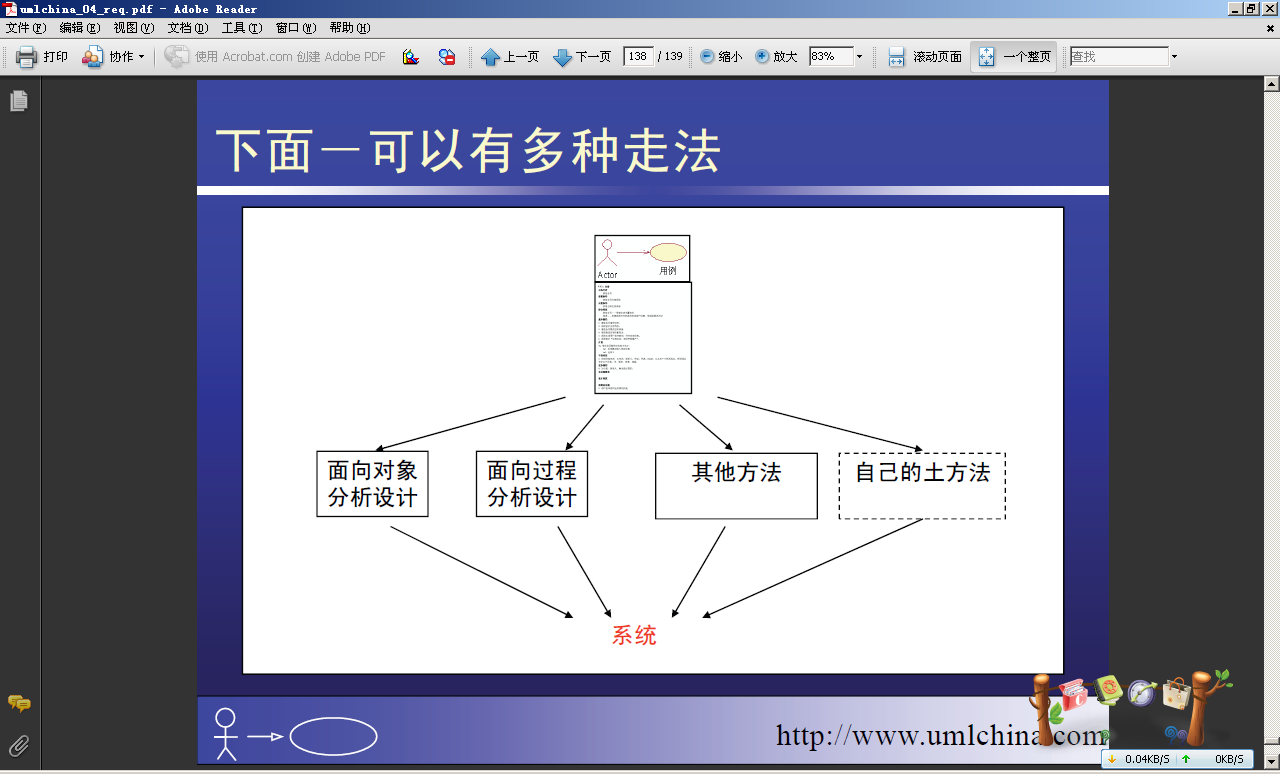 umlchina_04_req.pdf - Adobe Reader
文件(F) 编辑(E) 视图(V) 文档(D) 工具(T) 窗口(W) 帮助(H)
打印 协作 使用 Acrobat.com 创建 Adobe PDF 上一页 下一页 138 / 139 缩小 放大 83% 滚动页面 一个整页 查找
下面－可以有多种走法
Actor
用例
面向对象
分析设计
面向过程
分析设计
其他方法
自己的土方法
系统
http://www.umlchina.com
0.04KB/S 0KB/S